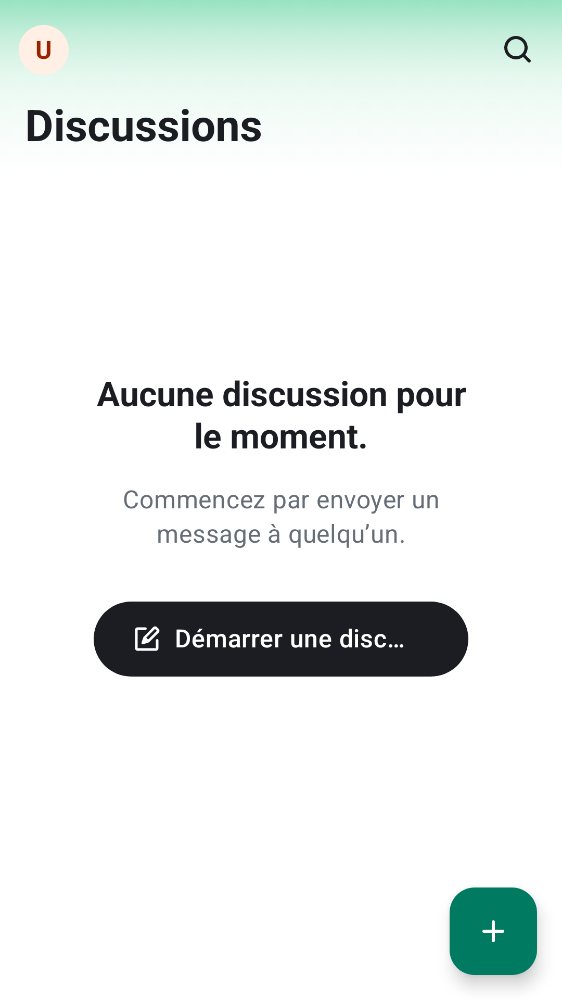 U
Discussions
Aucune discussion pour
le moment.
Commencez par envoyer un
message à quelqu’un.
Démarrer une disc…